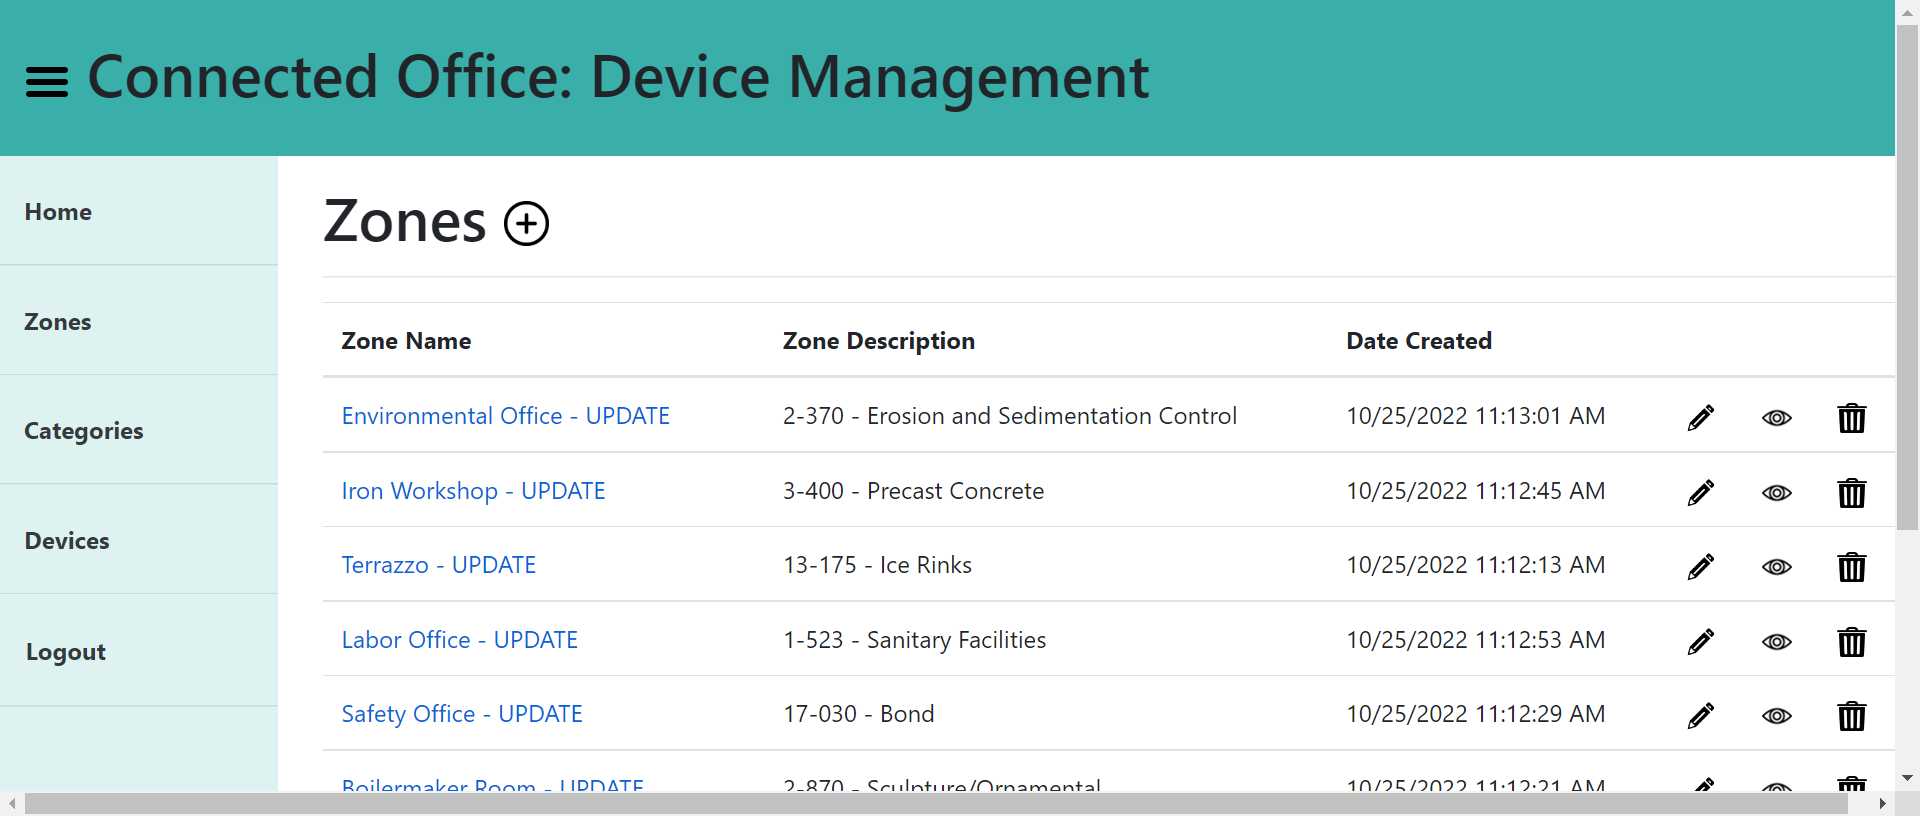 Connected Office: Device Management
Home
Zones
Categories
Devices
Logout
Zones
Zone Name Zone Description Date Created
Environmental Office - UPDATE 2-370 - Erosion and Sedimentation Control 10/25/2022 11:13:01 AM
Iron Workshop - UPDATE 3-400 - Precast Concrete 10/25/2022 11:12:45 AM
Terrazzo - UPDATE 13-175 - Ice Rinks 10/25/2022 11:12:13 AM
Labor Office - UPDATE 1-523 - Sanitary Facilities 10/25/2022 11:12:53 AM
Safety Office - UPDATE 17-030 - Bond 10/25/2022 11:12:29 AM
Boilermaker Room - UPDATE 2-870 - Sculpture/Ornamental 10/25/2022 11:12:21 AM